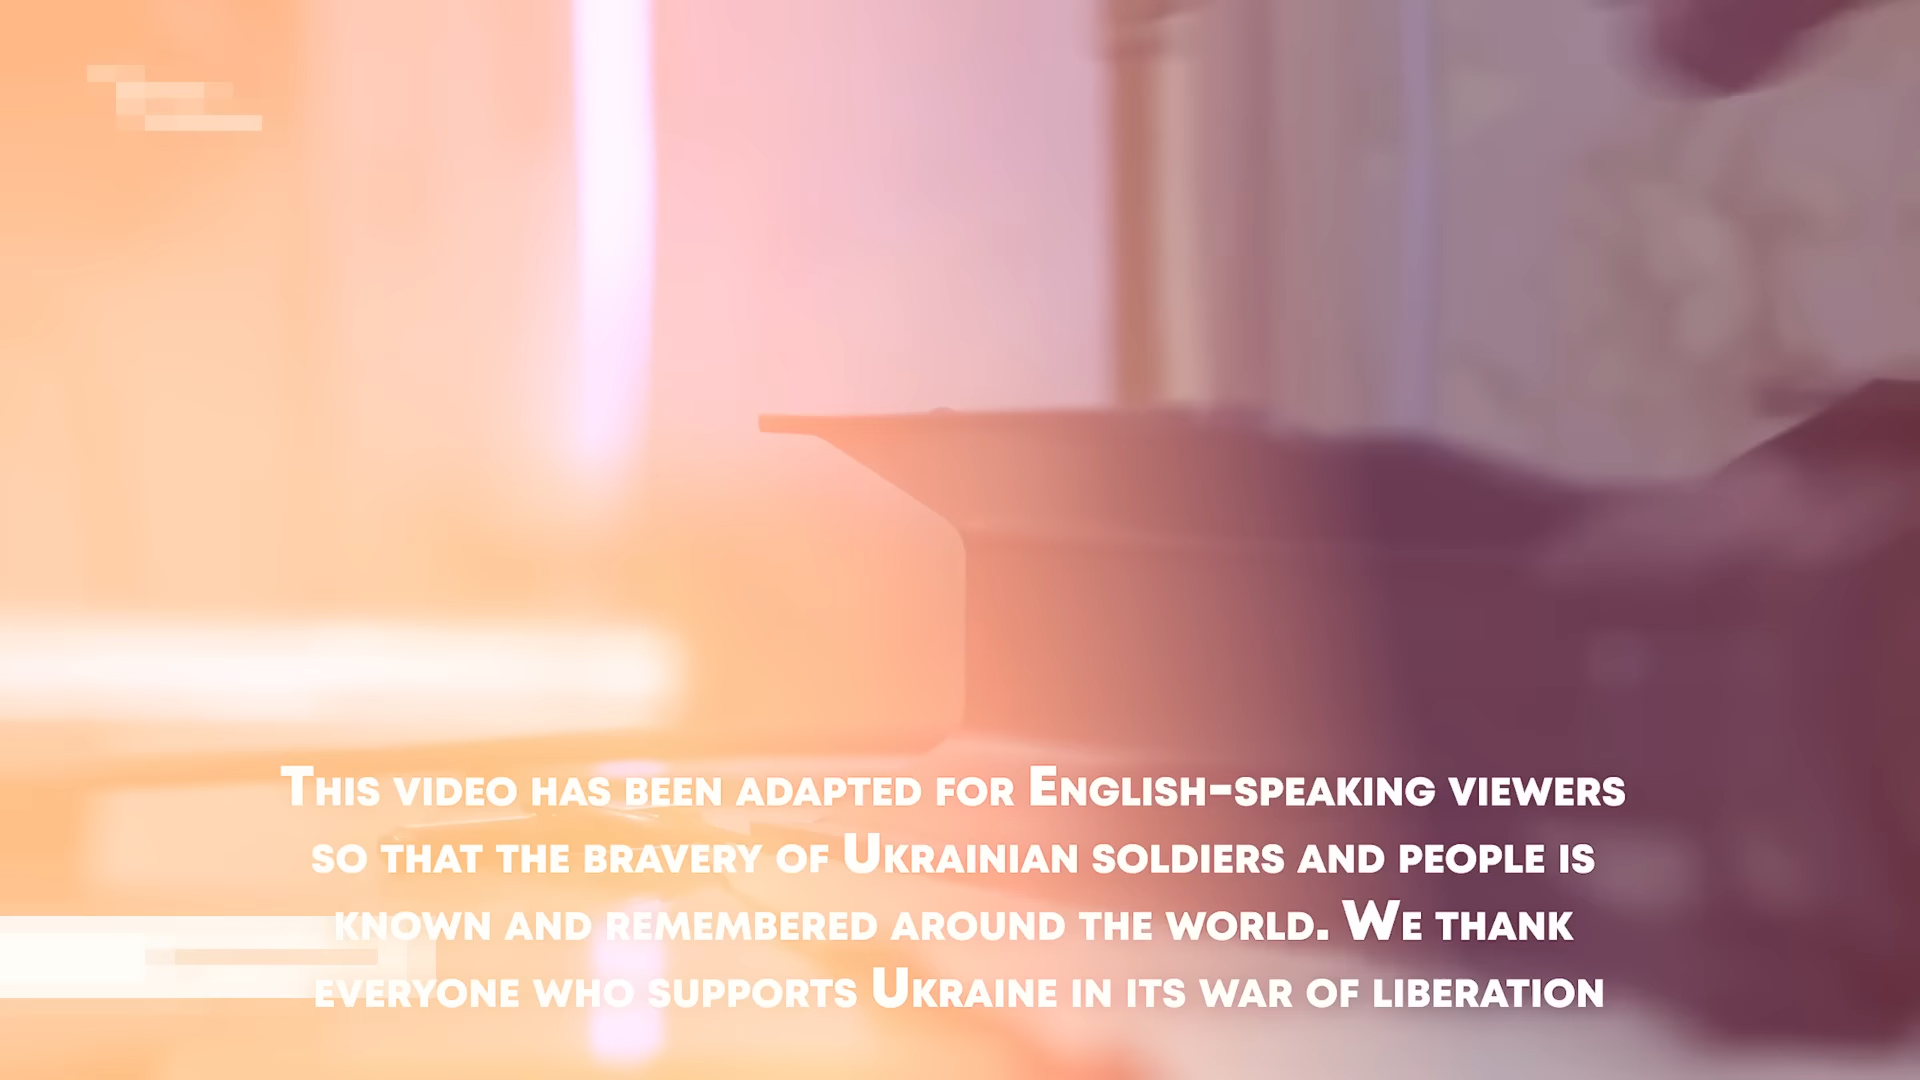 This video has been adapted for English-speaking viewers
so that the bravery of Ukrainian soldiers and people is
known and remembered around the world. We thank
everyone who supports Ukraine in its war of liberation